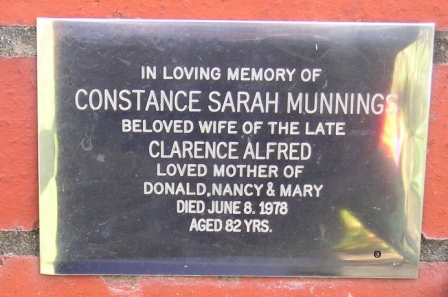 IN LOVING MEMORY OF
CONSTANCE SARAH MUNNINGS
BELOVED WIFE OF THE LATE
CLARENCE ALFRED
LOVED MOTHER OF
DONALD, NANCY & MARY
DIED JUNE 8. 1978
AGED 82 YRS.